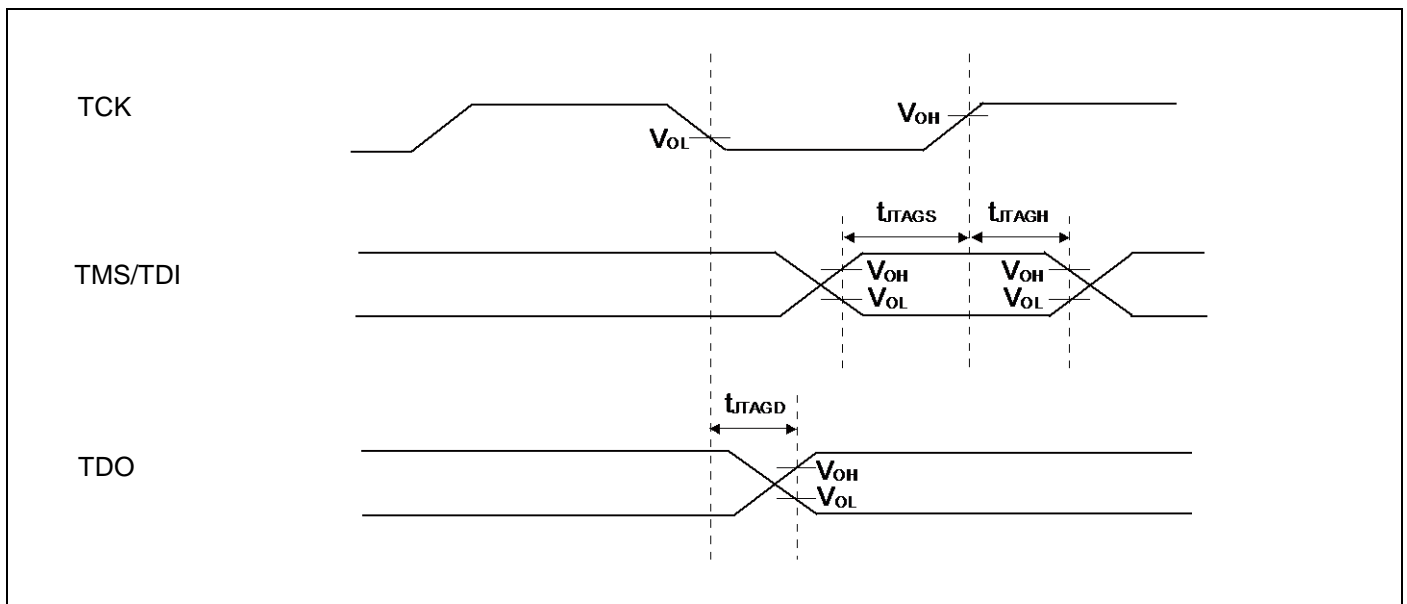 TCK
VOL
VOH
tJTAGS
tJTAGH
TMS/TDI
VOH
VOH
VOL
VOL
tJTAGD
TDO
VOH
VOL